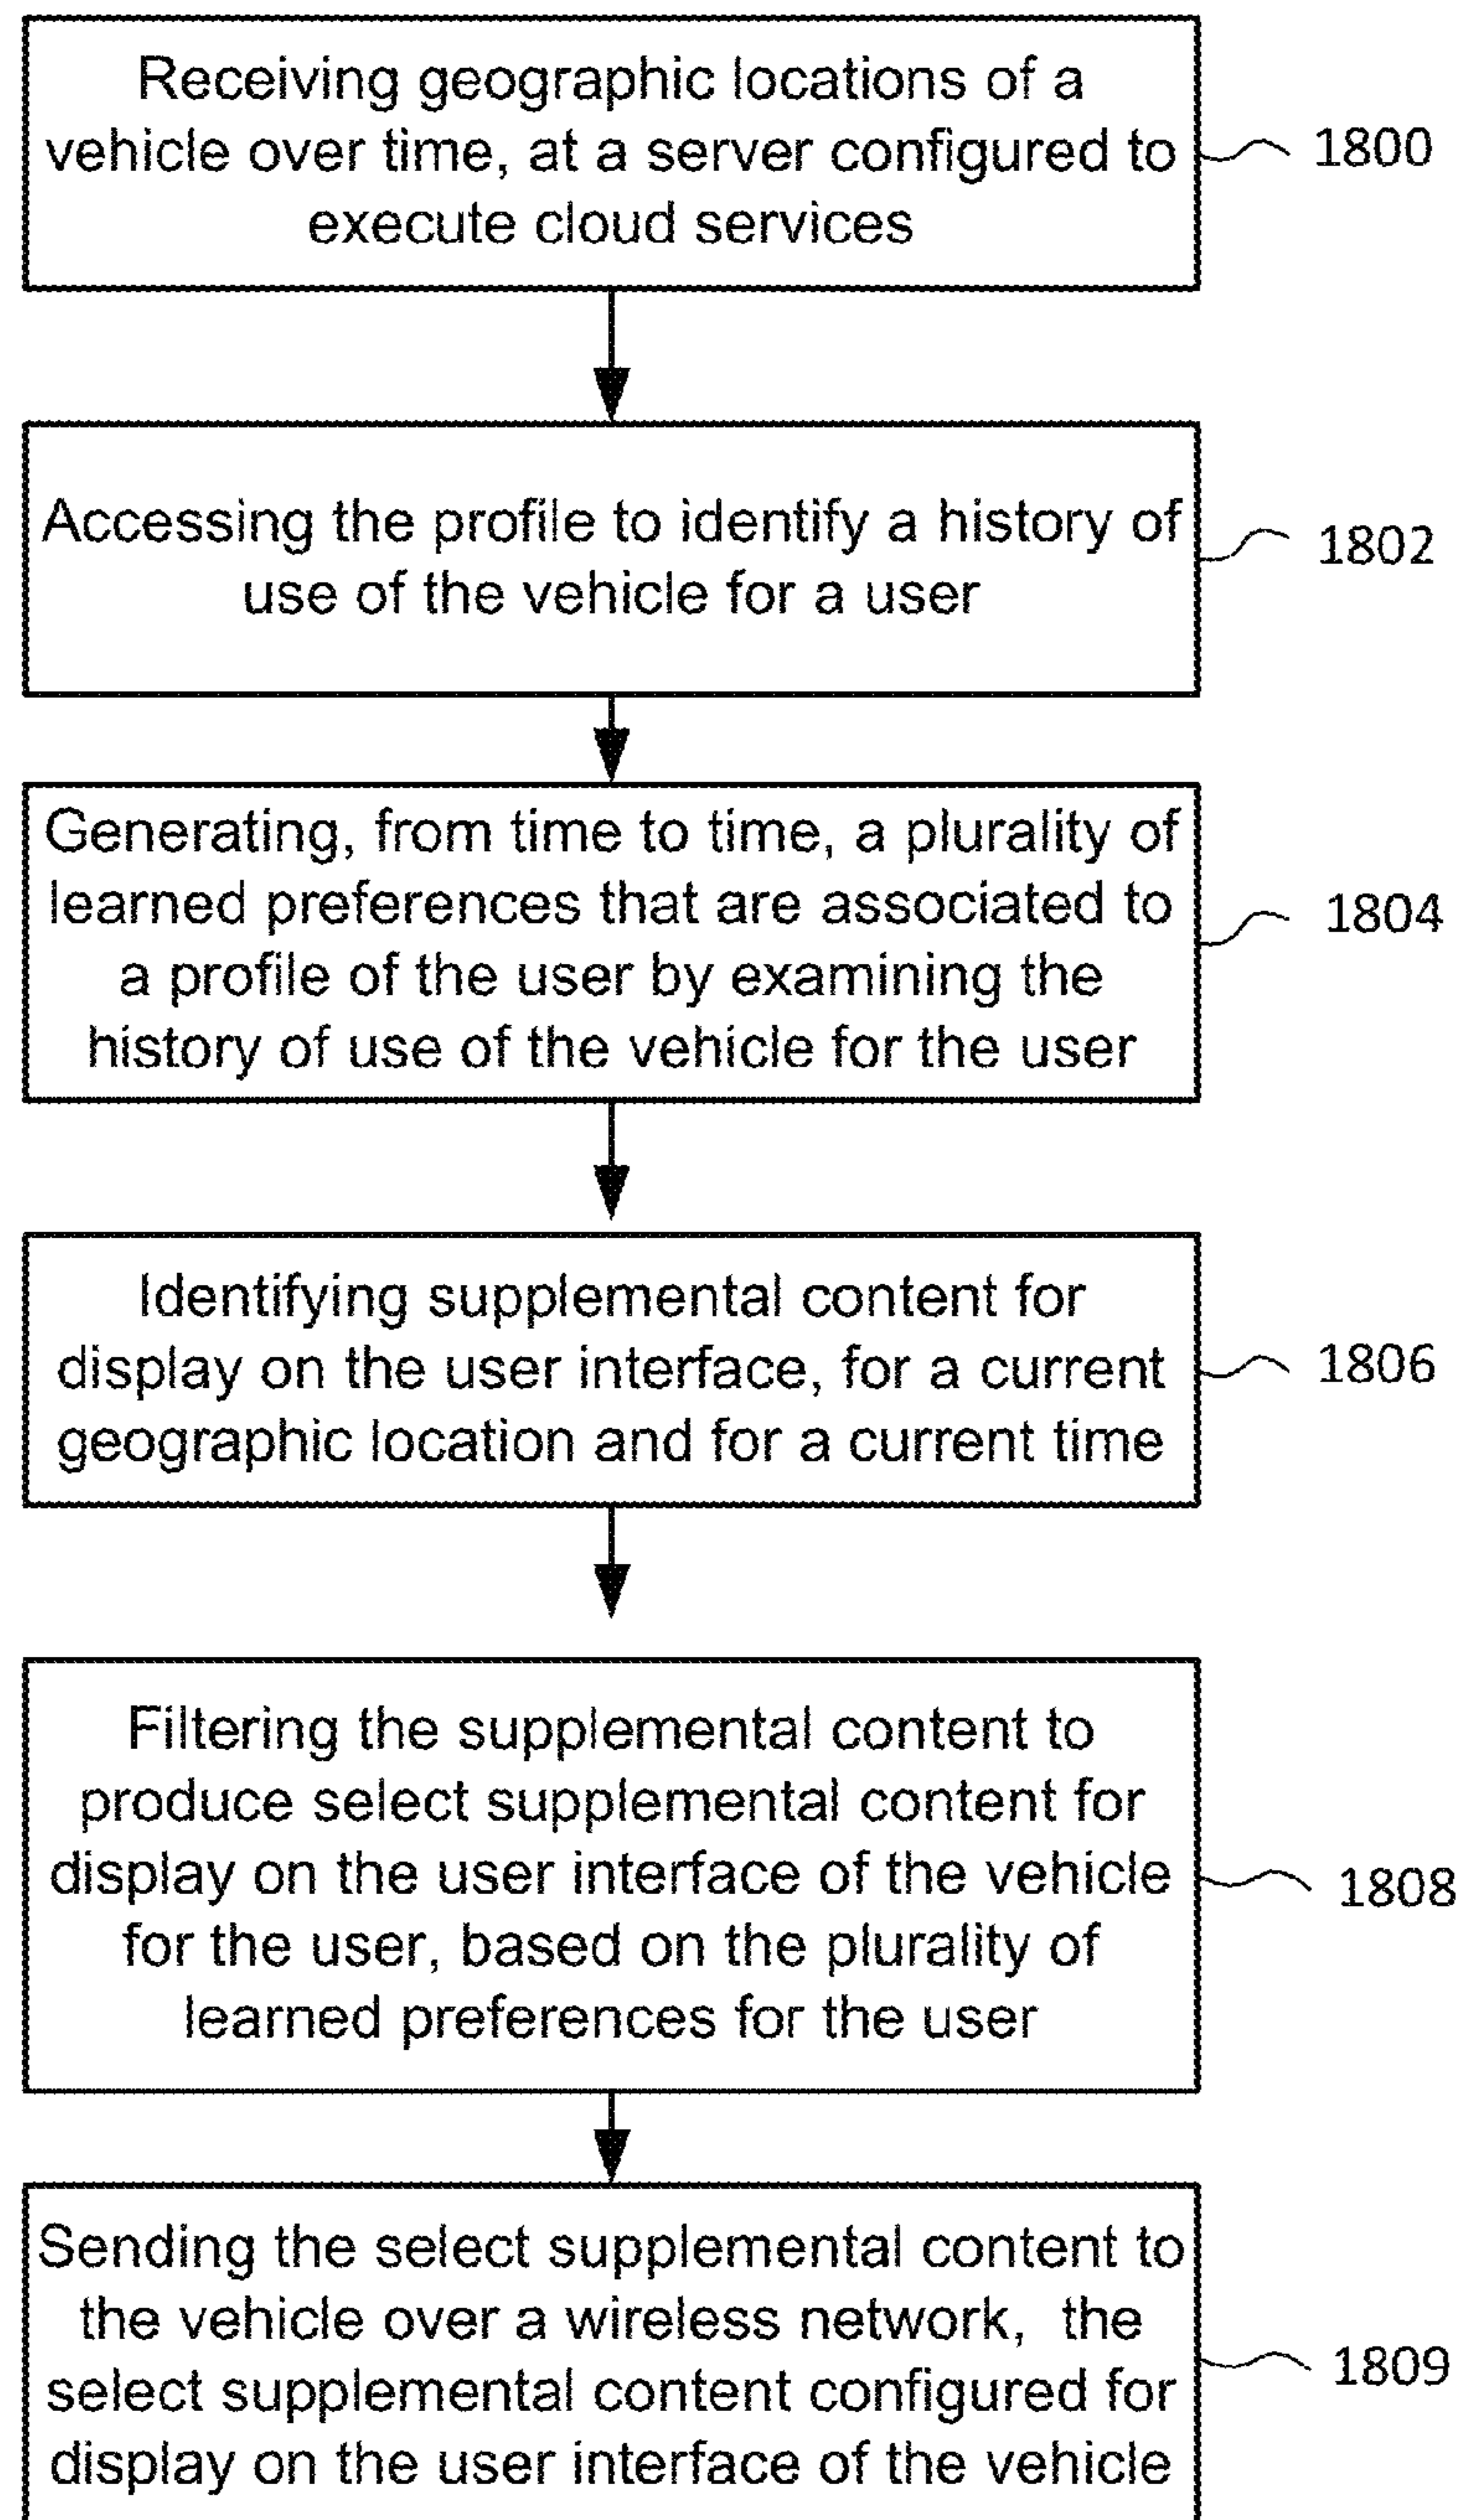 Receiving geographic locations of a
vehicle over time, at a server configured to
execute cloud services
1800
Accessing the profile to identify a history of
use of the vehicle for a user
1802
Generating, from time to time, a plurality of
learned preferences that are associated to
a profile of the user by examining the
history of use of the vehicle for the user
1804
Identifying supplemental content for
display on the user interface, for a current
geographic location and for a current time
1806
Filtering the supplemental content to
produce select supplemental content for
display on the user interface of the vehicle
for the user, based on the plurality of
learned preferences for the user
1808
Sending the select supplemental content to
the vehicle over a wireless network, the
select supplemental content configured for
display on the user interface of the vehicle
1809